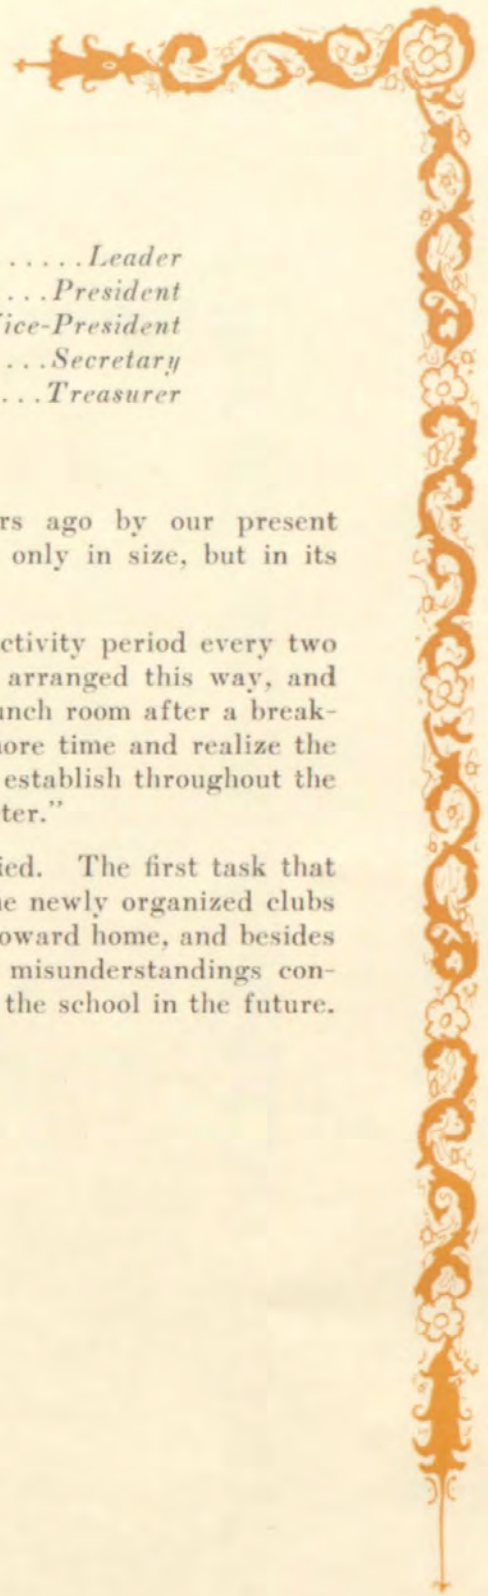 .....Leader
....President
ice-President
...Secretary
...Treasurer
rs ago by our present
only in size, but in its
ctivity period every two
arranged this way, and
unch room after a break-
ore time and realize the
establish throughout the
ter."
ied. The first task that
e newly organized clubs
oward home, and besides
misunderstandings con-
the school in the future.